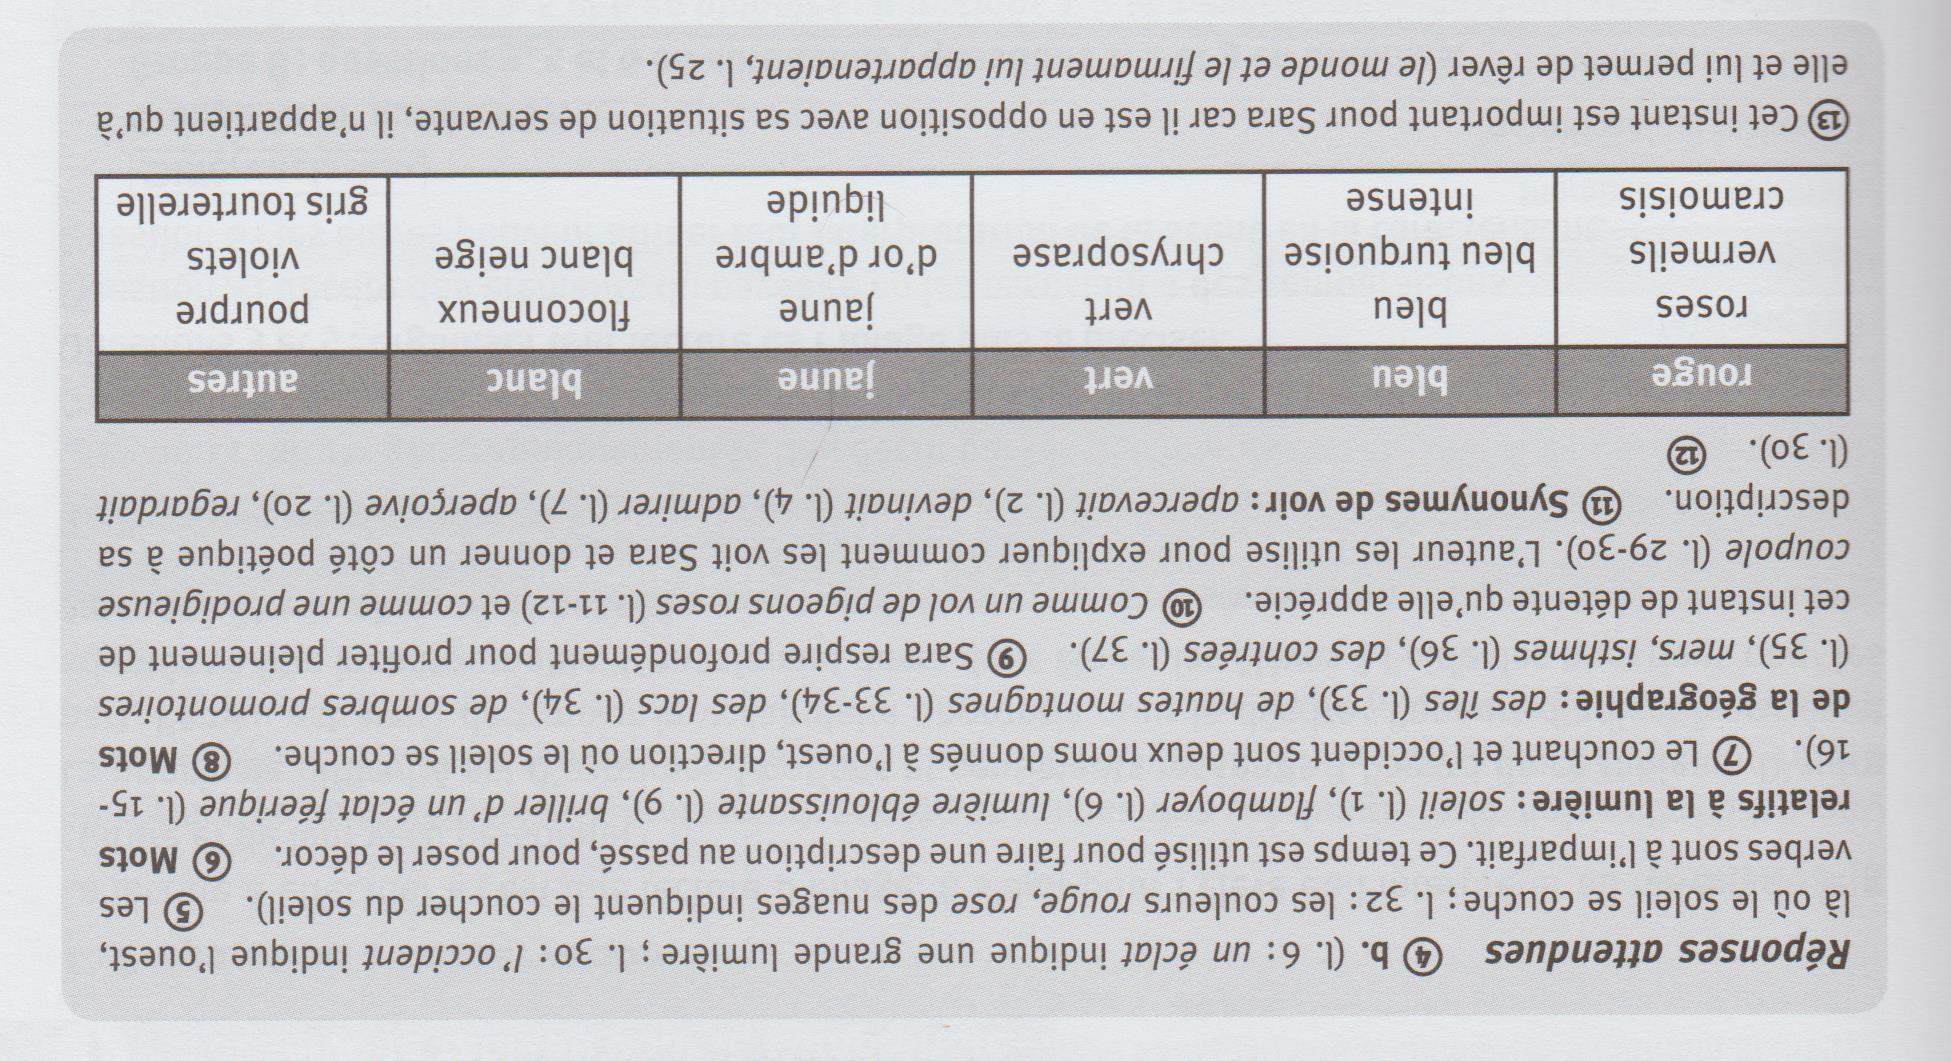 Réponses attendues ④ b. (l. 6 : un éclat indique une grande lumière ; l. 30 : l'occident indique l'ouest,
là où le soleil se couche ; l. 32 : les couleurs rouge, rose des nuages indiquent le coucher du soleil). ⑤ Les
verbes sont à l'imparfait. Ce temps est utilisé pour faire une description au passé, pour poser le décor. ⑥ Mots
relatifs à la lumière : soleil (l. 1), flamboyer (l. 6), lumière éblouissante (l. 9), briller d'un éclat féerique (l. 15-
16). ⑦ Le couchant et l'occident sont deux noms donnés à l'ouest, direction où le soleil se couche. ⑧ Mots
de la géographie : des îles (l. 33), de hautes montagnes (l. 33-34), des lacs (l. 34), de sombres promontoires
(l. 35), mers, isthmes (l. 36), des contrées (l. 37). ⑨ Sara respire profondément pour profiter pleinement de
cet instant de détente qu'elle apprécie. ⑩ Comme un vol de pigeons roses (l. 11-12) et comme une prodigieuse
coupole (l. 29-30). L'auteur les utilise pour expliquer comment les voit Sara et donner un côté poétique à sa
description. ⑪ Synonymes de voir : apercevait (l. 2), devinait (l. 4), admirer (l. 7), aperçoive (l. 20), regardait
(l. 30). ⑫
rouge bleu vert jaune blanc autres
roses bleu vert jaune floconneux pourpre
vermeils bleu turquoise chrysoprase d'or d'ambre blanc neige violets
cramoisis intense liquide gris tourterelle
⑬ Cet instant est important pour Sara car il est en opposition avec sa situation de servante, il n'appartient qu'à
elle et lui permet de rêver (le monde et le firmament lui appartenaient, l. 25).